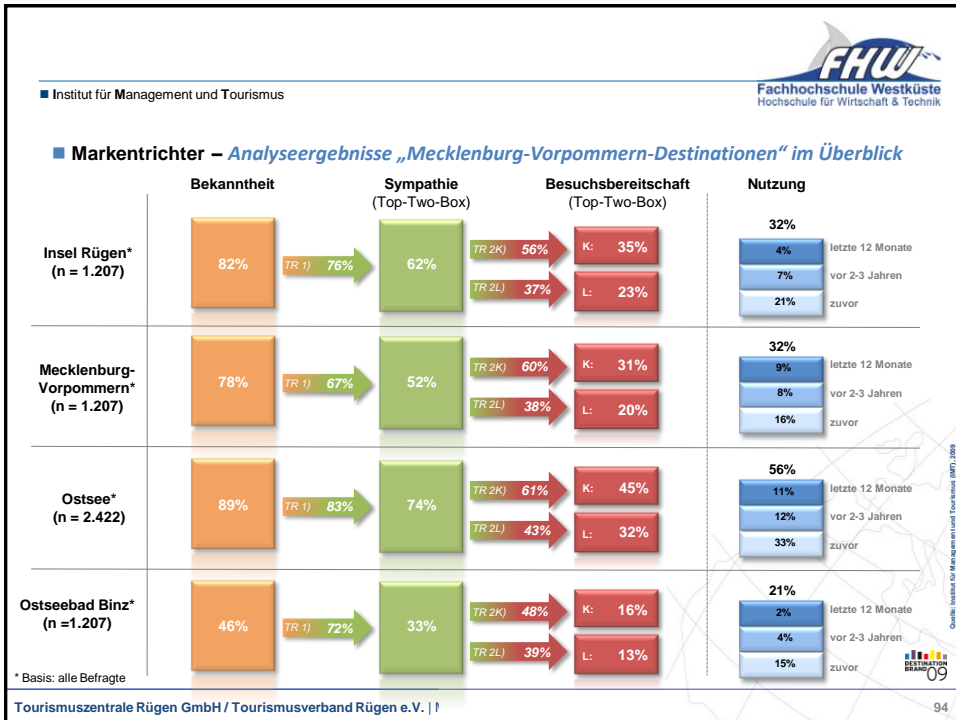 FHW
Fachhochschule Westküste
Hochschule für Wirtschaft & Technik
Institut für Management und Tourismus
Markentrichter – Analyseergebnisse „Mecklenburg-Vorpommern-Destinationen" im Überblick
Bekanntheit
Sympathie
(Top-Two-Box)
Besuchsbereitschaft
(Top-Two-Box)
Nutzung
Insel Rügen*
(n = 1.207)
82%
TR 1) 76%
62%
TR 2K) 56%
K: 35%
TR 2L) 37%
L: 23%
32%
4% letzte 12 Monate
7% vor 2-3 Jahren
21% zuvor
Mecklenburg-
Vorpommern*
(n = 1.207)
78%
TR 1) 67%
52%
TR 2K) 60%
K: 31%
TR 2L) 38%
L: 20%
32%
9% letzte 12 Monate
8% vor 2-3 Jahren
16% zuvor
Ostsee*
(n = 2.422)
89%
TR 1) 83%
74%
TR 2K) 61%
K: 45%
TR 2L) 43%
L: 32%
56%
11% letzte 12 Monate
12% vor 2-3 Jahren
33% zuvor
Ostseebad Binz*
(n =1.207)
46%
TR 1) 72%
33%
TR 2K) 48%
K: 16%
TR 2L) 39%
L: 13%
21%
2% letzte 12 Monate
4% vor 2-3 Jahren
15% zuvor
Quelle: Institut für Management und Tourismus (IMT), 2009
DESTINATION
BRAND 09
* Basis: alle Befragte
Tourismuszentrale Rügen GmbH / Tourismusverband Rügen e.V. |
94